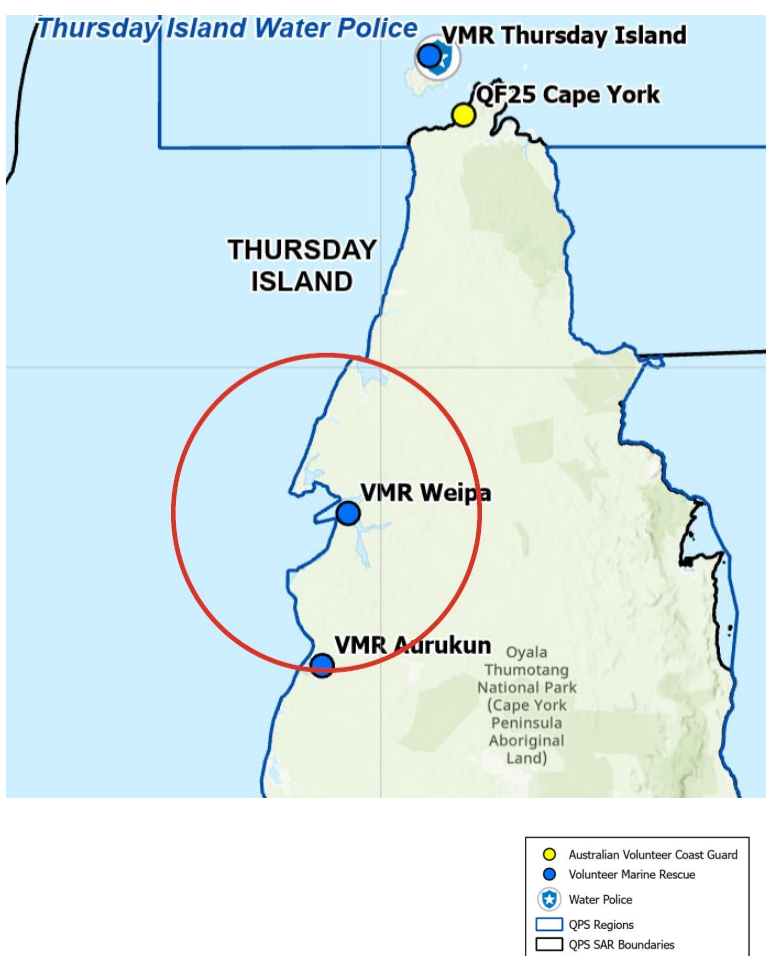 Thursday Island Water Police
VMR Thursday Island
QF25 Cape York
THURSDAY
ISLAND
VMR Weipa
VMR Aurukun
Oyala
Thumotang
National Park
(Cape York
Peninsula
Aboriginal
Land)
Australian Volunteer Coast Guard
Volunteer Marine Rescue
Water Police
QPS Regions
QPS SAR Boundaries